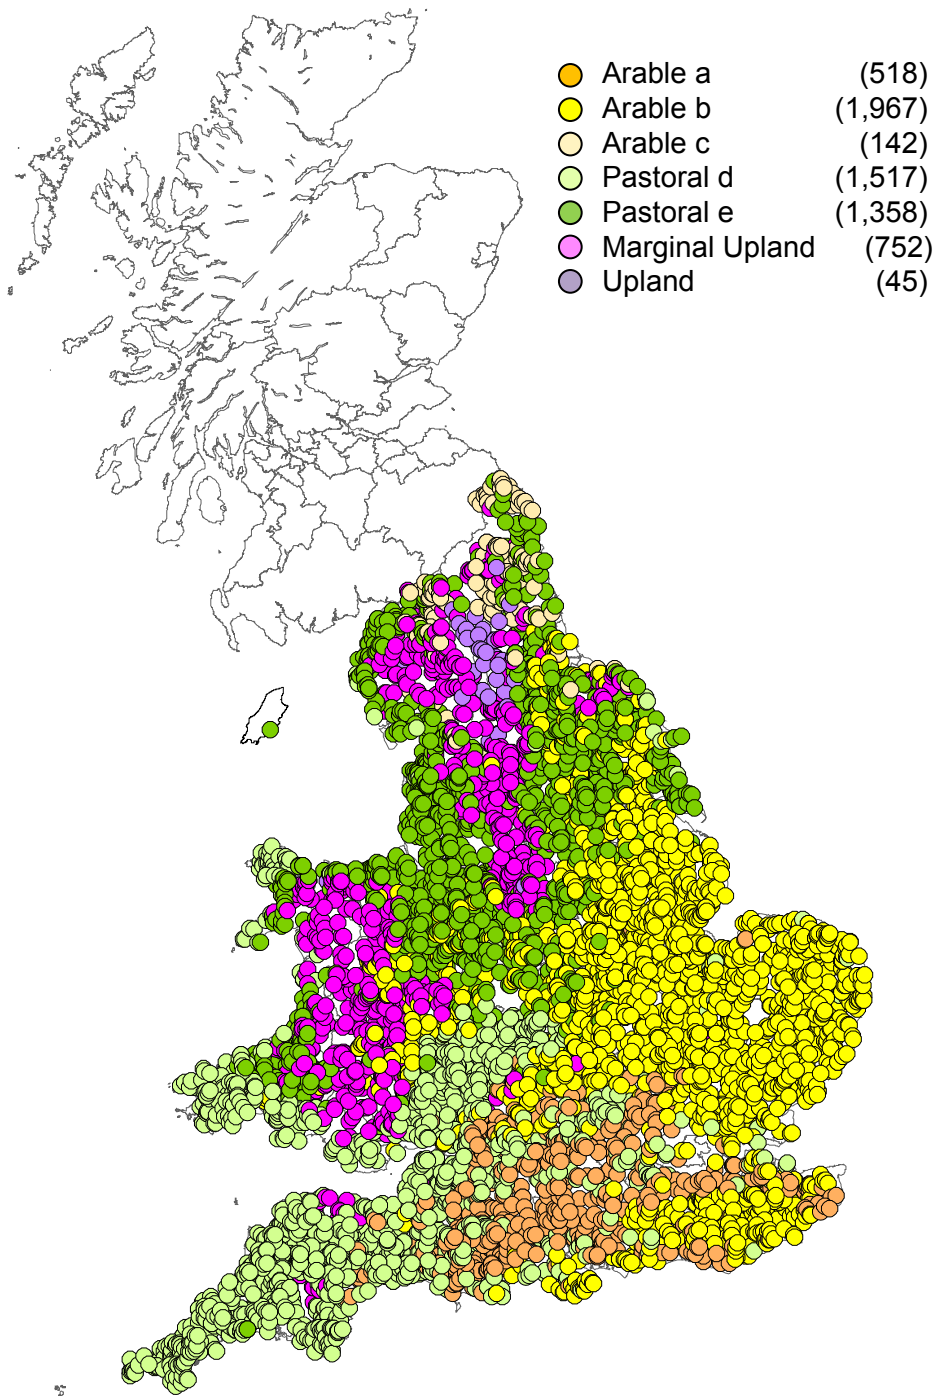 Arable a (518)
Arable b (1,967)
Arable c (142)
Pastoral d (1,517)
Pastoral e (1,358)
Marginal Upland (752)
Upland (45)